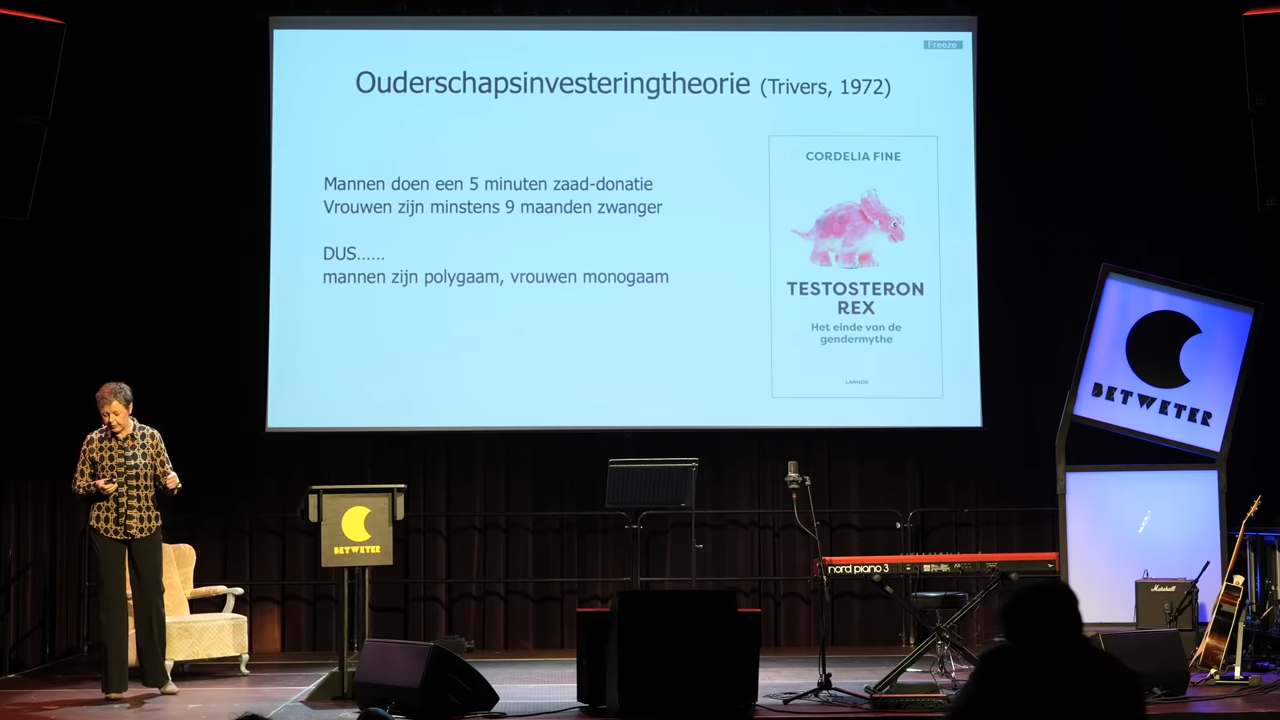 Freeze
Ouderschapsinvesteringtheorie (Trivers, 1972)
Mannen doen een 5 minuten zaad-donatie
Vrouwen zijn minstens 9 maanden zwanger
DUS......
mannen zijn polygaam, vrouwen monogaam
CORDELIA FINE
TESTOSTERON
REX
Het einde van de
gendermythe
LANNOO
BETWETER
BETWETER
nord piano 3
Marshall